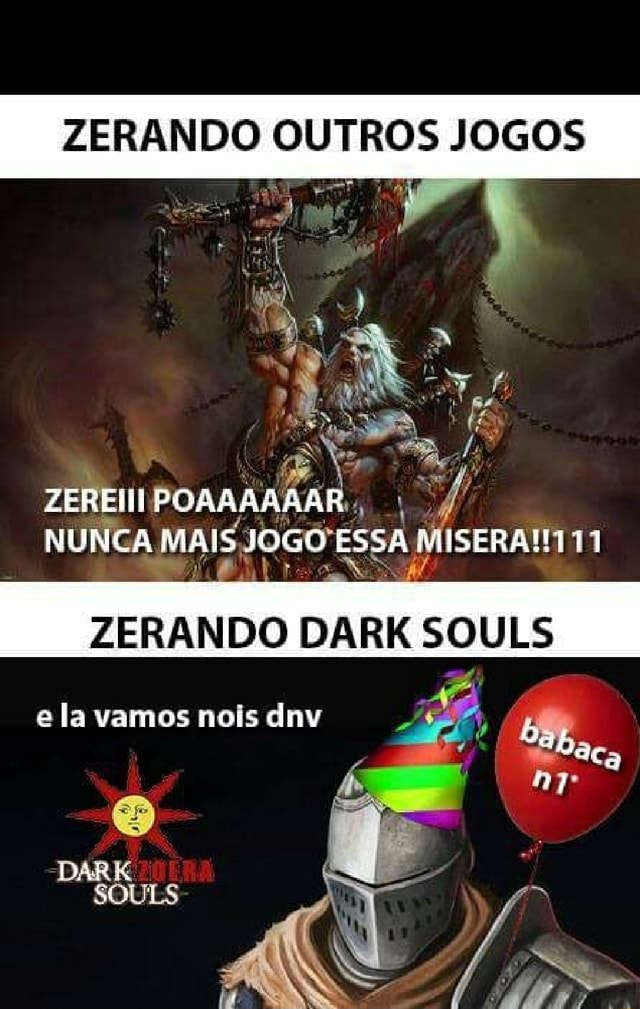 ZERANDO OUTROS JOGOS
ZEREIII POAAAAAAR
NUNCA MAIS JOGO ESSA MISERA!!111
ZERANDO DARK SOULS
e la vamos nois dnv
babaca
n1°
DARK ZOERA
SOULS